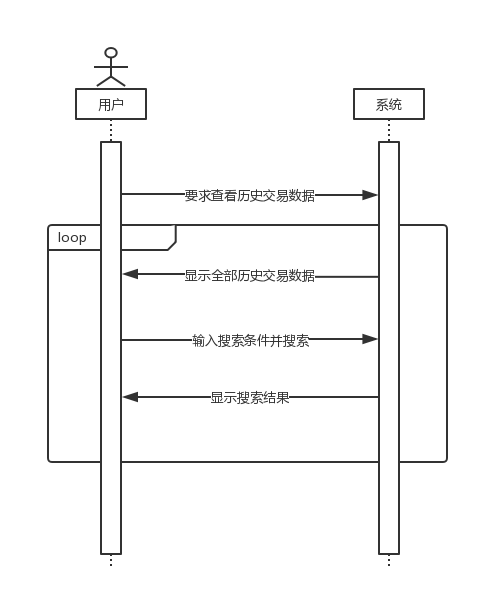 用户
系统
要求查看历史交易数据
loop
显示全部历史交易数据
输入搜索条件并搜索
显示搜索结果